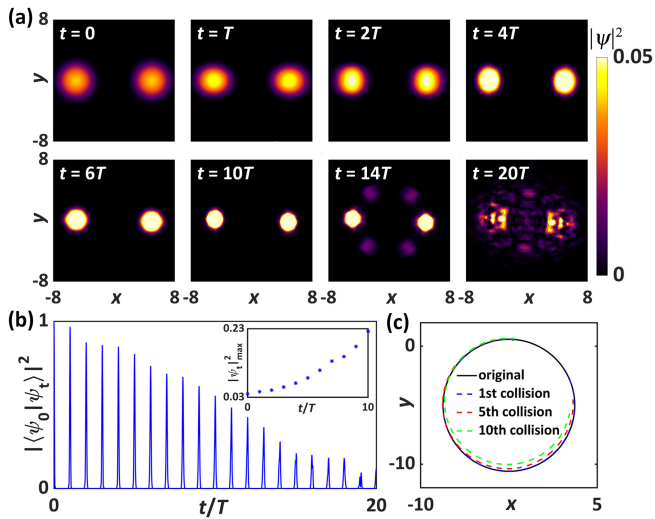 (a)
8
y
-8
t = 0
t = T
t = 2T
t = 4T
|ψ|²
0.05
8
y
-8
t = 6T
t = 10T
t = 14T
t = 20T
0
-8 x 8
-8 x 8
-8 x 8
-8 x 8
(b)
1
|⟨ψ₀|ψₜ⟩|²
0
0.23
|ψₜ|²max
0.03
0 t/T 10
0 t/T 20
(c)
0
y
-10
original
1st collision
5th collision
10th collision
-10 x 5